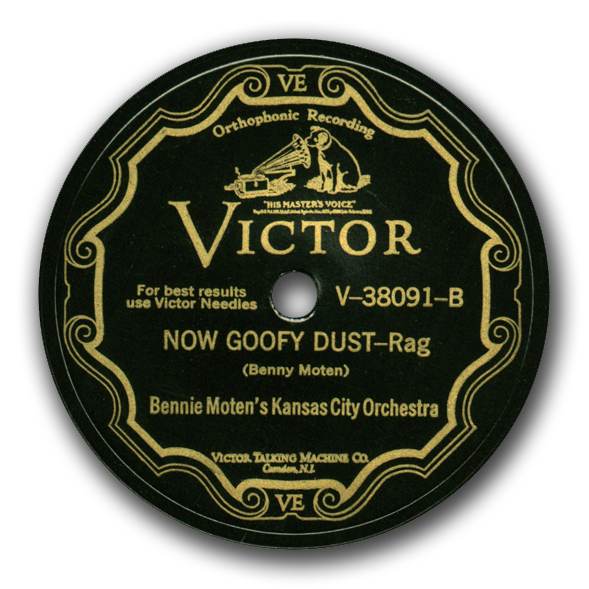 VE
Orthophonic Recording
"HIS MASTER'S VOICE"
VICTOR
For best results
use Victor Needles
V-38091-B
NOW GOOFY DUST-Rag
(Benny Moten)
Bennie Moten's Kansas City Orchestra
VICTOR TALKING MACHINE CO.
Camden, N.J.
VE